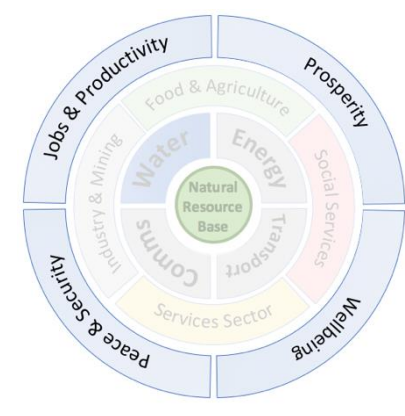 Jobs & Productivity
Prosperity
Food & Agriculture
Industry & Mining
Water
Energy
Social Services
Natural
Resource
Base
Comms
Transport
Services Sector
Peace & Security
Wellbeing